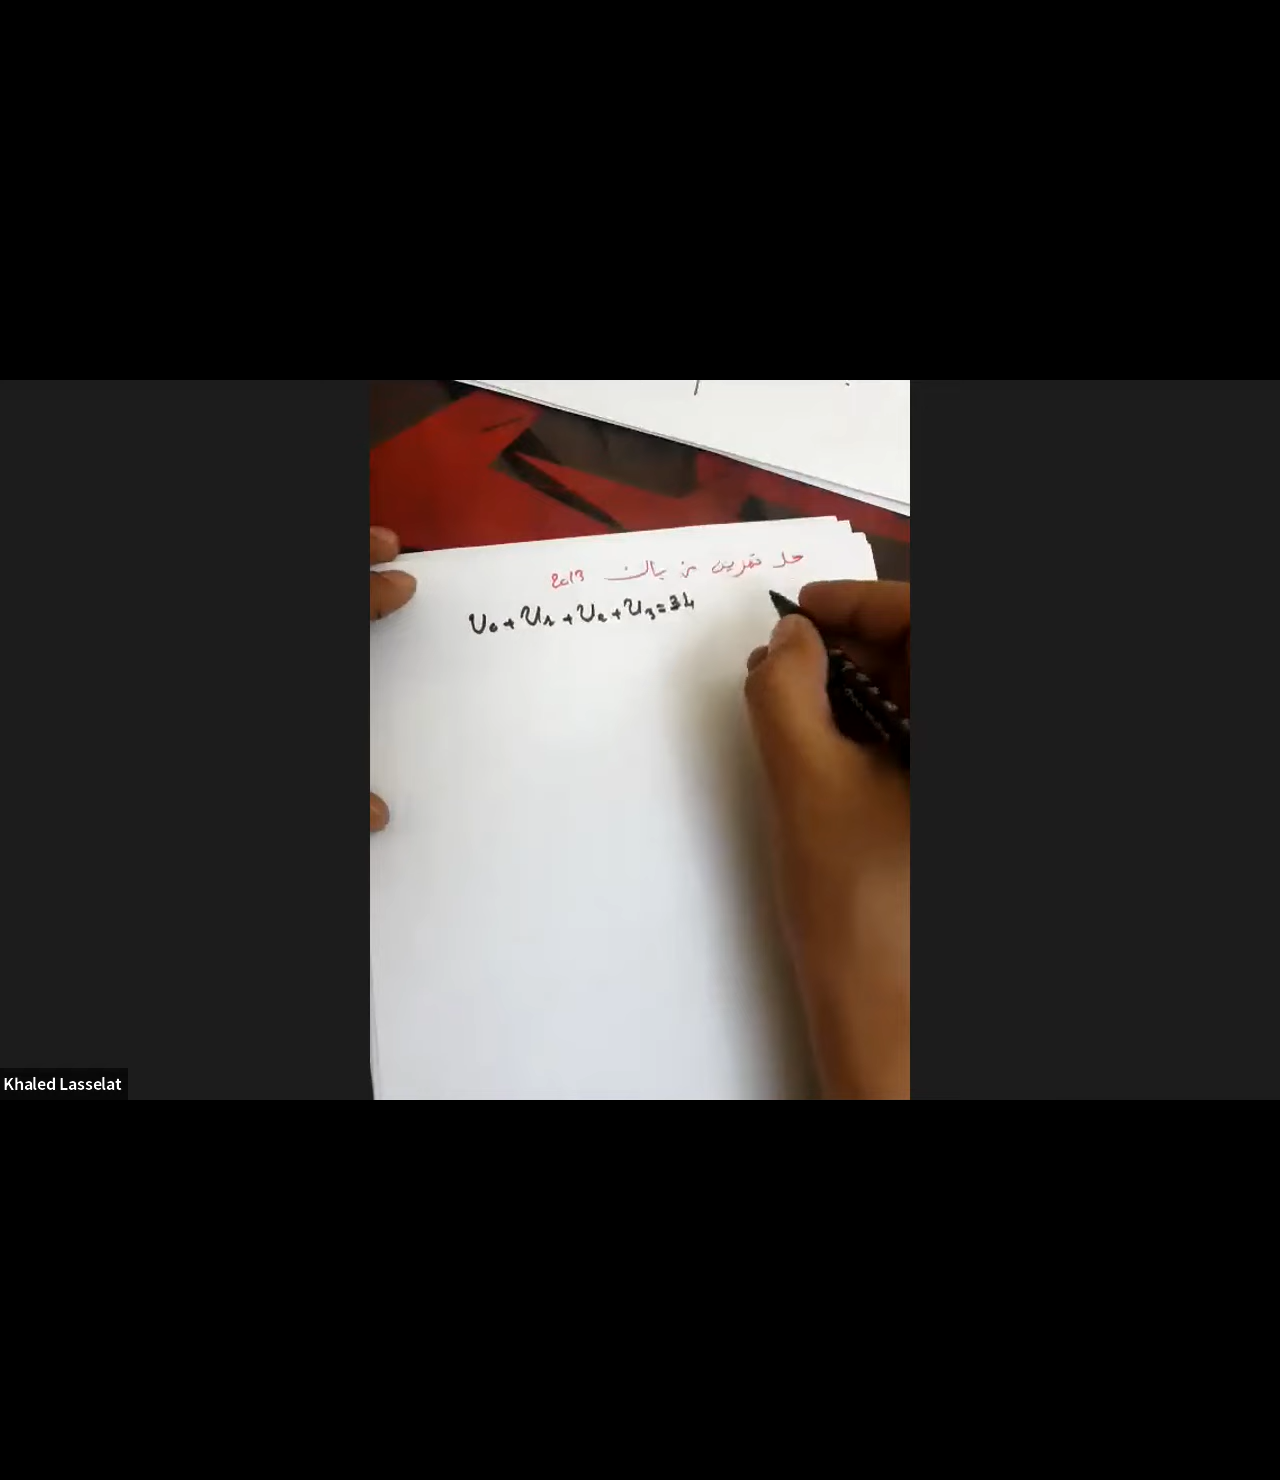 حل تمرين من باك 2013
U₀ + U₁ + U₂ + U₃ = 34
Khaled Lasselat